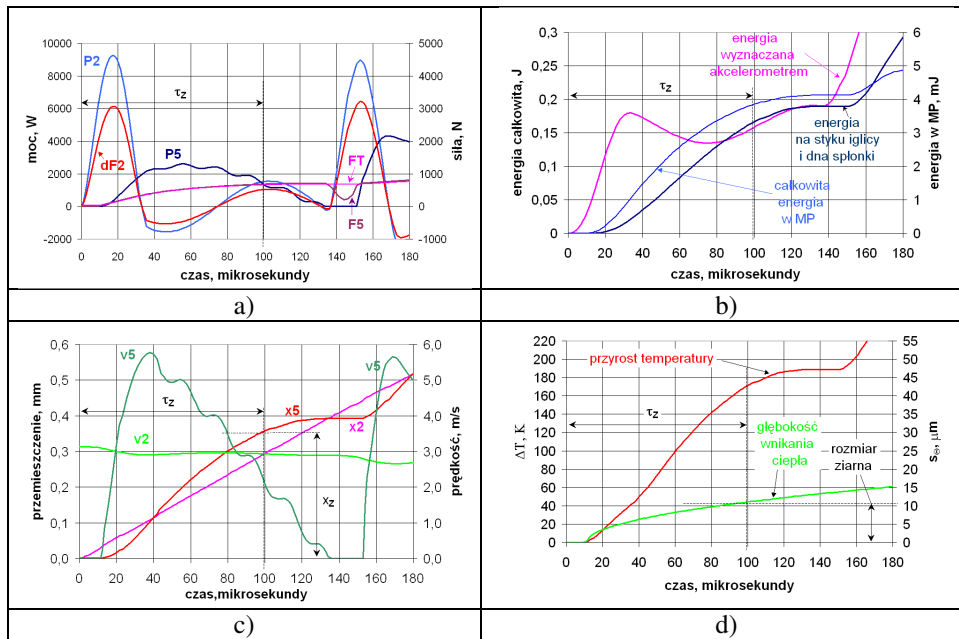 10000
8000
6000
4000
2000
0
-2000
5000
4000
3000
2000
1000
0
-1000
moc, W
siła, N
P2
τz
dF2
P5
FT
F5
0 20 40 60 80 100 120 140 160 180
czas, mikrosekundy
a)
0,3
0,25
0,2
0,15
0,1
0,05
0
6
5
4
3
2
1
0
energia całkowita, J
energia w MP, mJ
energia
wyznaczana
akcelerometrem
τz
energia
na styku iglicy
i dna spłonki
całkowita
energia
w MP
0 20 40 60 80 100 120 140 160 180
czas, mikrosekundy
b)
0,6
0,5
0,4
0,3
0,2
0,1
0,0
6,0
5,0
4,0
3,0
2,0
1,0
0,0
przemieszczenie, mm
prędkość, m/s
v5
v5
τz
x5
x2
v2
xz
0 20 40 60 80 100 120 140 160 180
czas,mikrosekundy
c)
220
200
180
160
140
120
100
80
60
40
20
0
55
50
45
40
35
30
25
20
15
10
5
0
ΔT, K
sΘ, μm
przyrost temperatury
τz
głębokość
wnikania
ciepła
rozmiar
ziarna
0 20 40 60 80 100 120 140 160 180
czas, mikrosekundy
d)